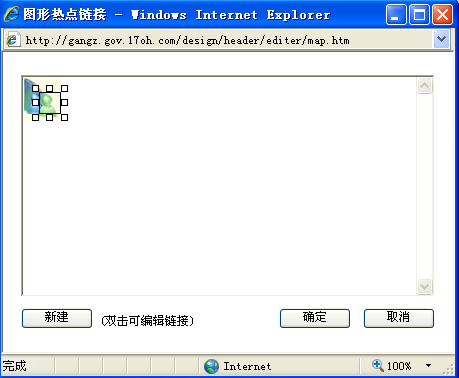 图形热点链接 - Windows Internet Explorer
http://gangz.gov.17oh.com/design/header/editer/map.htm
新建
(双击可编辑链接)
确定
取消
完成
Internet
100%